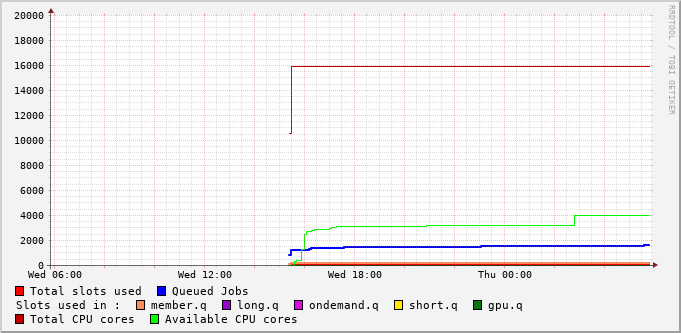 20000
18000
16000
14000
12000
10000
8000
6000
4000
2000
0
Wed 06:00 Wed 12:00 Wed 18:00 Thu 00:00
Total slots used Queued Jobs
Slots used in : member.q long.q ondemand.q short.q gpu.q
Total CPU cores Available CPU cores
RRDTOOL / TOBI OETIKER